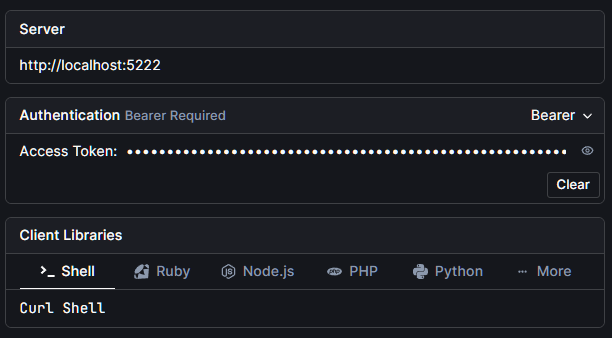 Server
http://localhost:5222
Authentication Bearer Required Bearer
Access Token: ••••••••••••••••••••••••••••••••••••••••••••••••••••••
Clear
Client Libraries
Shell Ruby Node.js PHP Python ··· More
Curl Shell